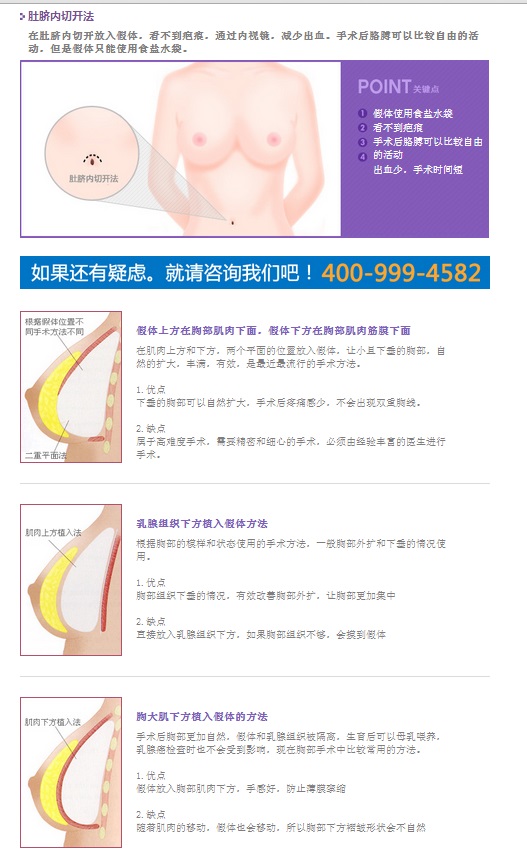 肚脐内切开法
在肚脐内切开放入假体，看不到疤痕，通过内视镜，减少出血。手术后胳膊可以比较自由的活
动，但是假体只能使用食盐水袋。
肚脐内切开法
POINT 关键点
1 假体使用食盐水袋
2 看不到疤痕
3 手术后胳膊可以比较自由
4 的活动
出血少，手术时间短
如果还有疑虑。就请咨询我们吧！400-999-4582
根据假体位置不
同手术方法不同
二重平面法
假体上方在胸部肌肉下面。假体下方在胸部肌肉筋膜下面
在肌肉上方和下方，两个平面的位置放入假体，让小且下垂的胸部，自
然的扩大，丰满，有效，是最近最流行的手术方法。
1. 优点
下垂的胸部可以自然扩大，手术后疼痛感少，不会出现双重胸线。
2. 缺点
属于高难度手术，需要精密和细心的手术，必须由经验丰富的医生进行
手术。
肌肉上方植入法
乳腺组织下方植入假体方法
根据胸部的模样和状态使用的手术方法，一般胸部外扩和下垂的情况使
用。
1. 优点
胸部组织下垂的情况，有效改善胸部外扩，让胸部更加集中
2. 缺点
直接放入乳腺组织下方，如果胸部组织不够，会摸到假体
肌肉下方植入法
胸大肌下方植入假体的方法
手术后胸部更加自然，假体和乳腺组织被隔离，生育后可以母乳喂养，
乳腺癌检查时也不会受到影响，现在胸部手术中比较常用的方法。
1. 优点
假体放入胸部肌肉下方，手感好，防止薄膜挛缩
2. 缺点
随着肌肉的移动，假体也会移动，所以胸部下方褶皱形状会不自然